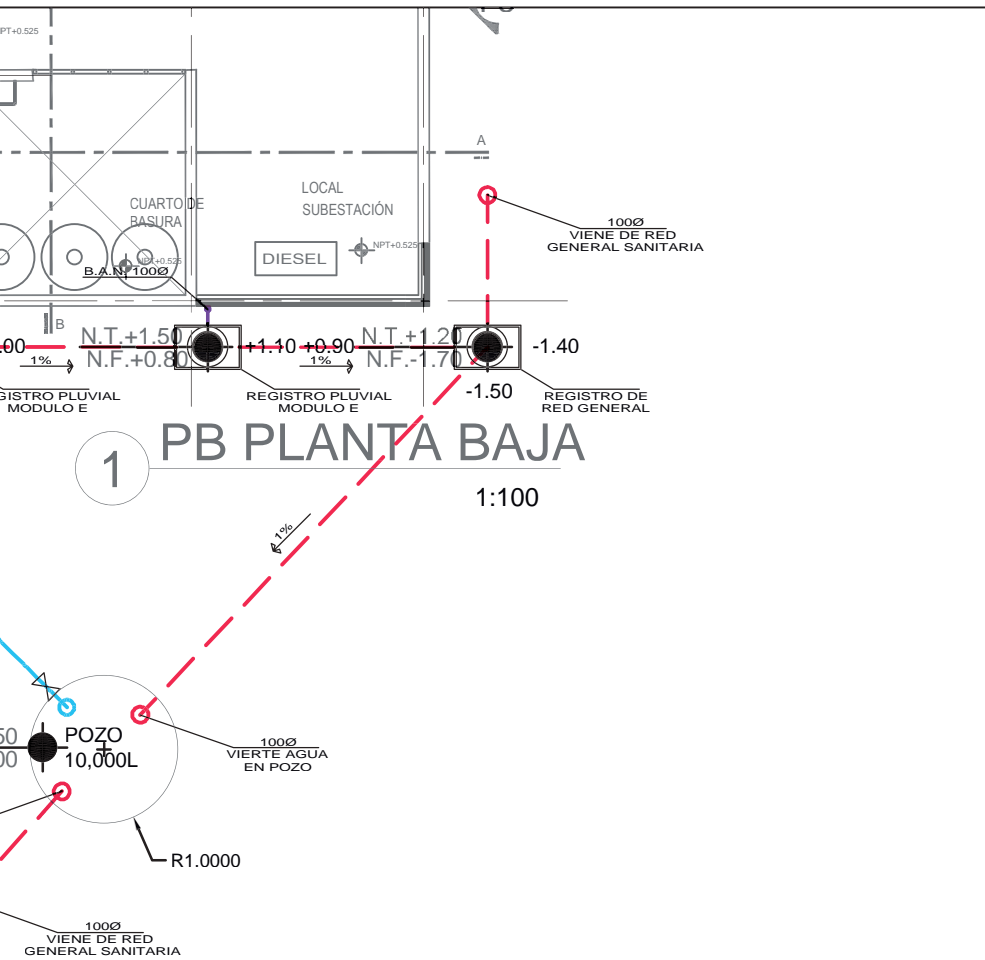 NPT+0.525
A
LOCAL
SUBESTACIÓN
CUARTO DE
BASURA
100Ø
VIENE DE RED
GENERAL SANITARIA
NPT+0.525
DIESEL
NPT+0.525
B.A.N. 100Ø
B
N.T.+1.50
N.F.+0.80
+1.10
+0.90
N.T.+1.20
N.F.-1.70
-1.40
.00
1%
1%
-1.50
GISTRO PLUVIAL
MODULO E
REGISTRO PLUVIAL
MODULO E
REGISTRO DE
RED GENERAL
1
PB PLANTA BAJA
1:100
1%
50
00
POZO
10,000L
100Ø
VIERTE AGUA
EN POZO
R1.0000
100Ø
VIENE DE RED
GENERAL SANITARIA